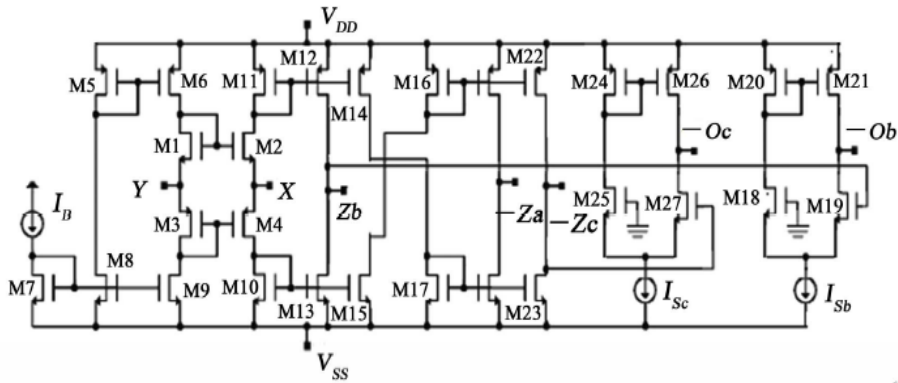 V_DD
M12
M22
M5
M6
M11
M14
M16
M24
M26
M20
M21
M1
M2
−Oc
−Ob
Y
X
Zb
−Za
−Zc
M25
M27
M18
M19
I_B
M3
M4
M8
M7
M9
M10
M13
M15
M17
M23
I_Sc
I_Sb
V_SS